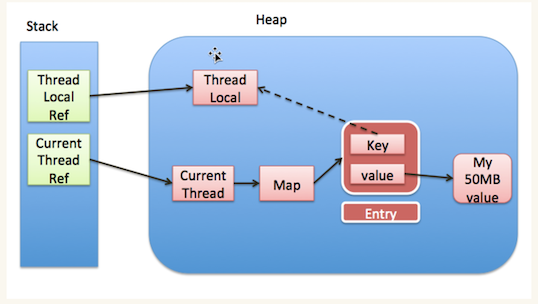 Stack
Heap
Thread
Local
Ref
Thread
Local
Current
Thread
Ref
Current
Thread
Map
Key
value
Entry
My
50MB
value